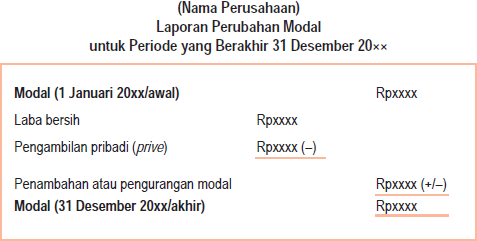 (Nama Perusahaan)
Laporan Perubahan Modal
untuk Periode yang Berakhir 31 Desember 20××
Modal (1 Januari 20xx/awal) Rpxxxx
Laba bersih Rpxxxx
Pengambilan pribadi (prive) Rpxxxx (–)
Penambahan atau pengurangan modal Rpxxxx (+/–)
Modal (31 Desember 20xx/akhir) Rpxxxx